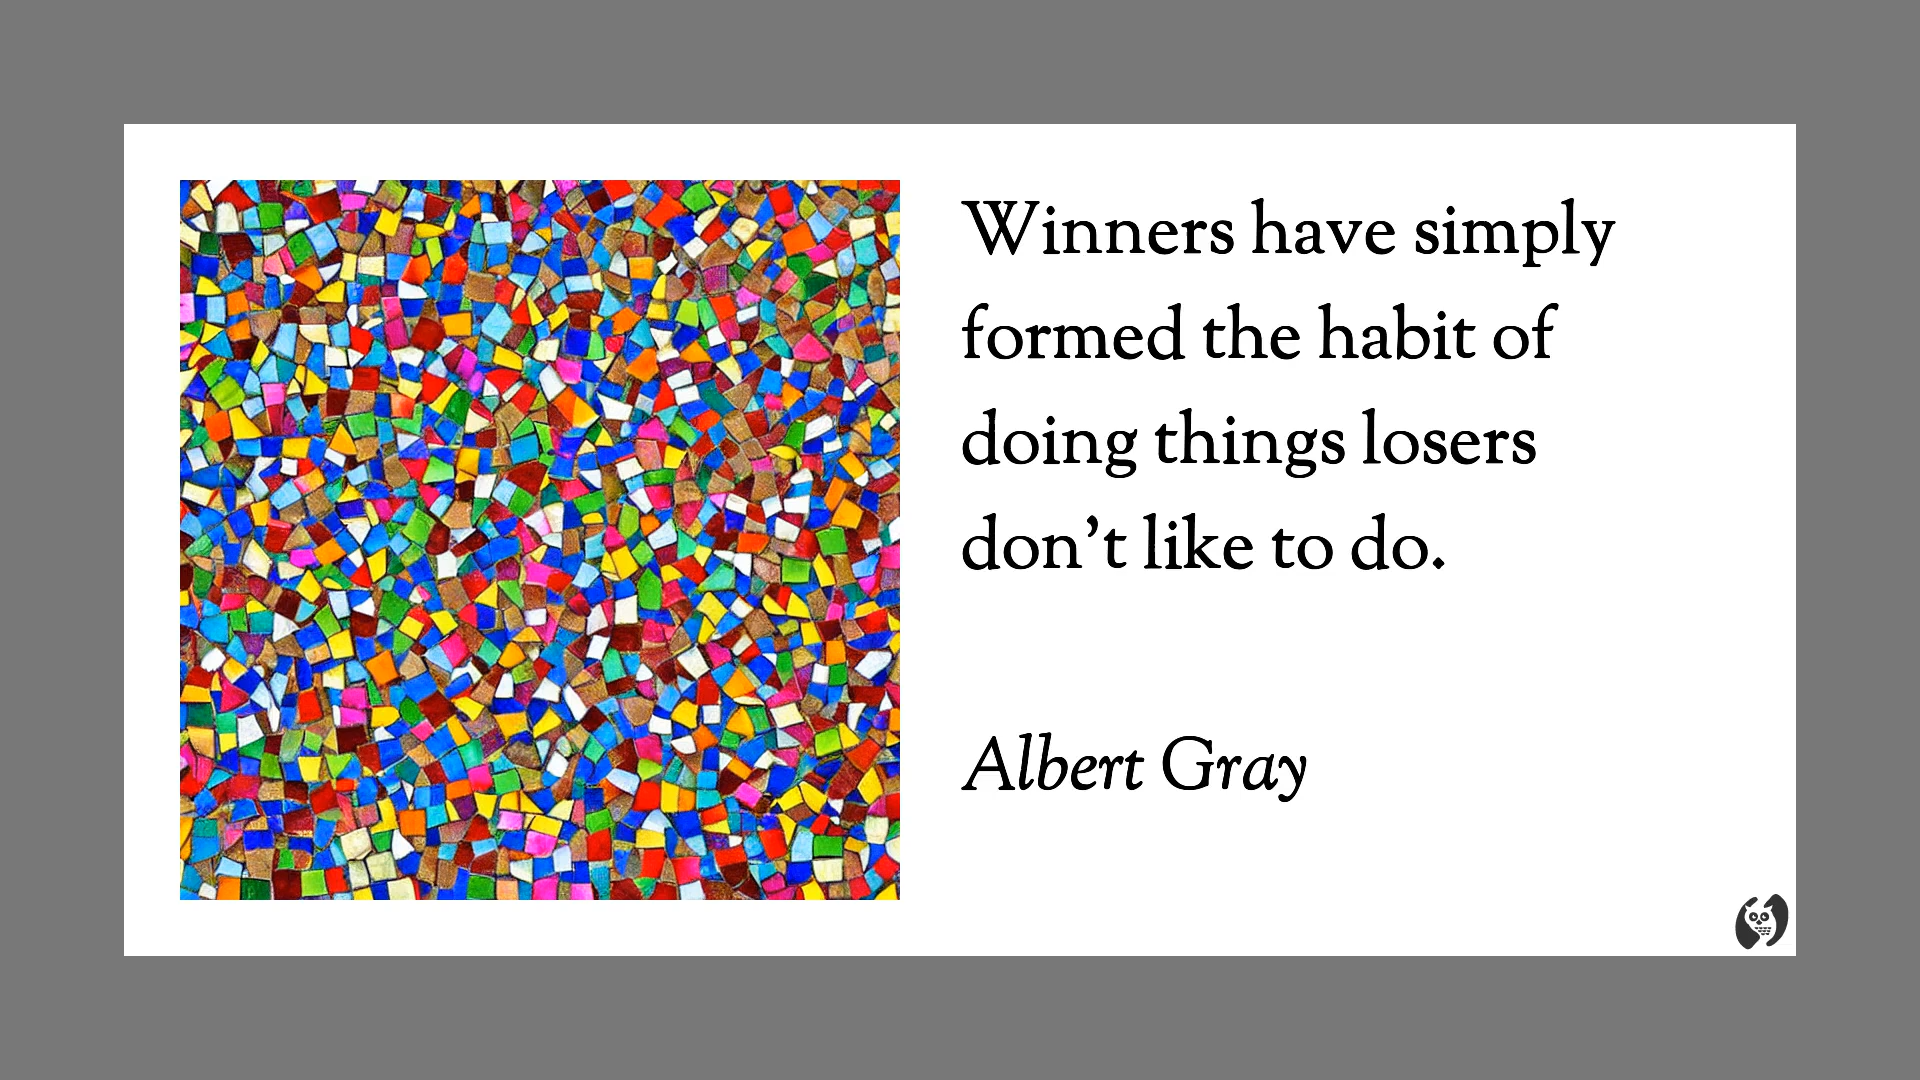 Winners have simply
formed the habit of
doing things losers
don’t like to do.
Albert Gray